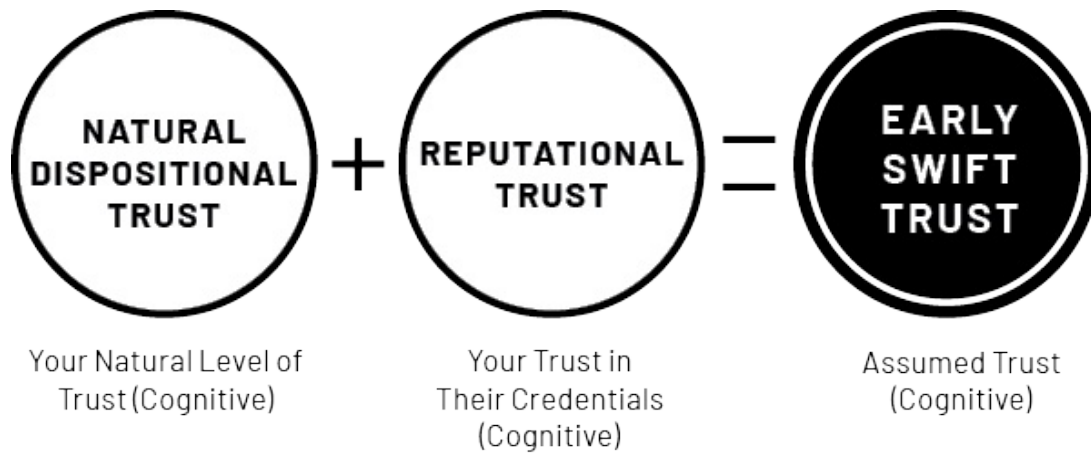 NATURAL
DISPOSITIONAL
TRUST
+
REPUTATIONAL
TRUST
=
EARLY
SWIFT
TRUST
Your Natural Level of
Trust (Cognitive)
Your Trust in
Their Credentials
(Cognitive)
Assumed Trust
(Cognitive)